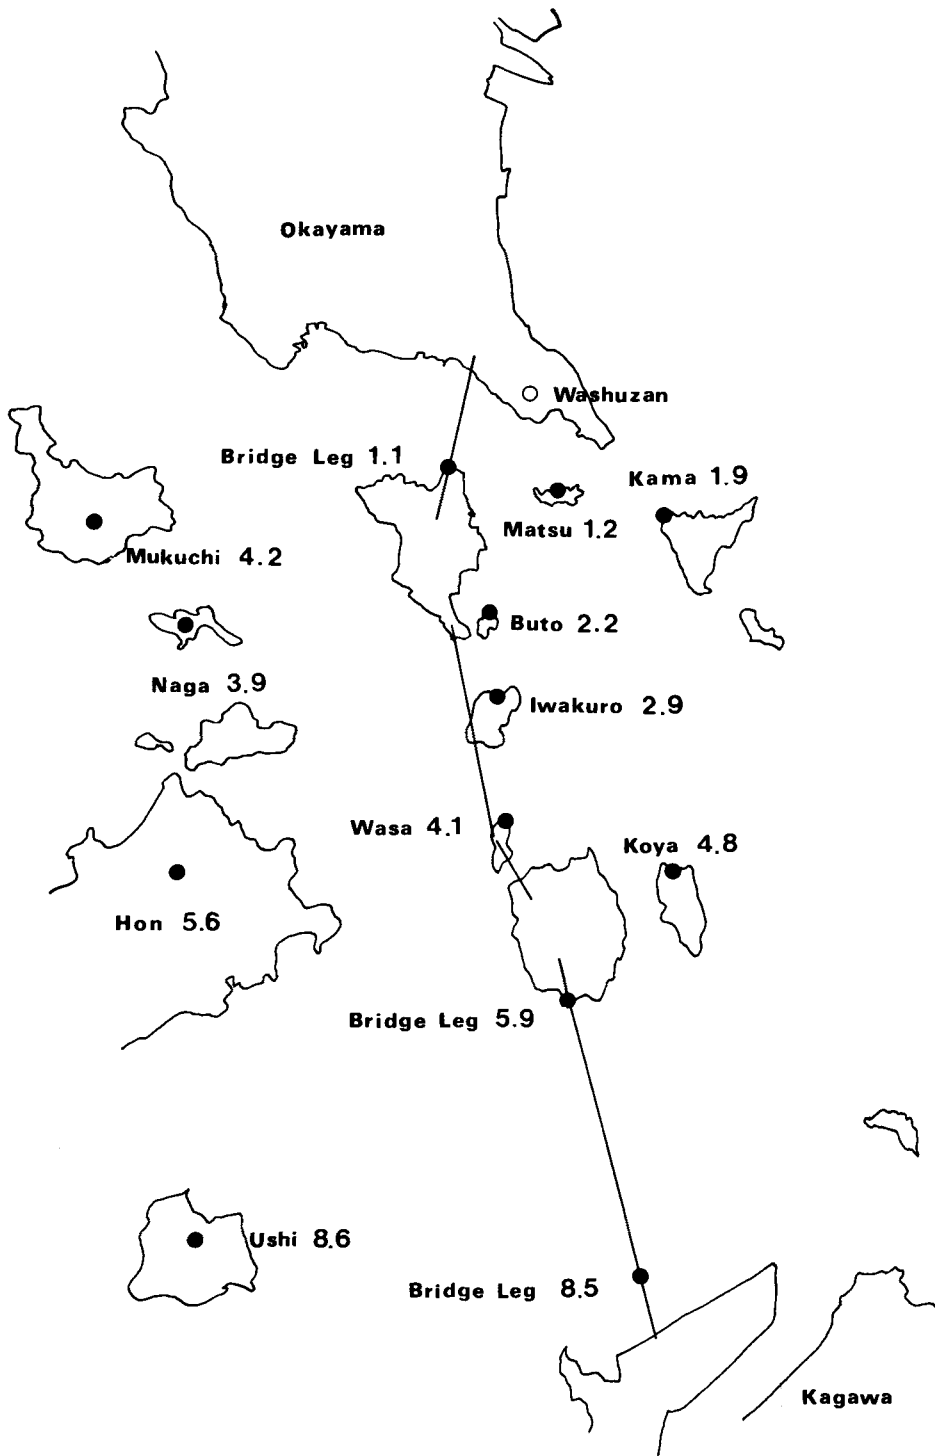 Okayama
Washuzan
Bridge Leg 1.1
Kama 1.9
Matsu 1.2
Mukuchi 4.2
Buto 2.2
Naga 3.9
Iwakuro 2.9
Wasa 4.1
Koya 4.8
Hon 5.6
Bridge Leg 5.9
Ushi 8.6
Bridge Leg 8.5
Kagawa